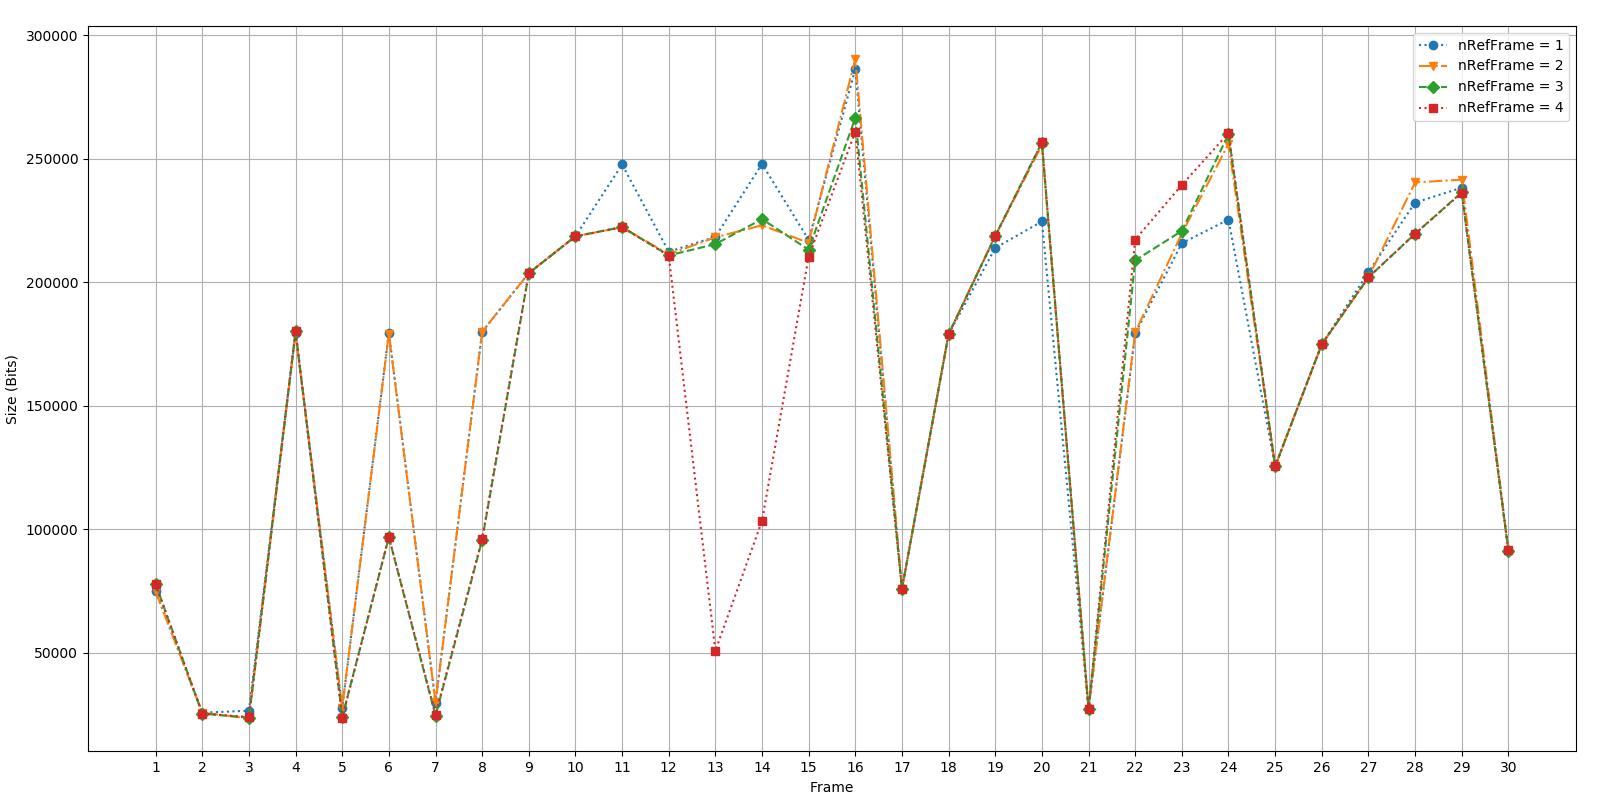 300000
250000
200000
150000
100000
50000
Size (Bits)
nRefFrame = 1
nRefFrame = 2
nRefFrame = 3
nRefFrame = 4
1 2 3 4 5 6 7 8 9 10 11 12 13 14 15 16 17 18 19 20 21 22 23 24 25 26 27 28 29 30
Frame